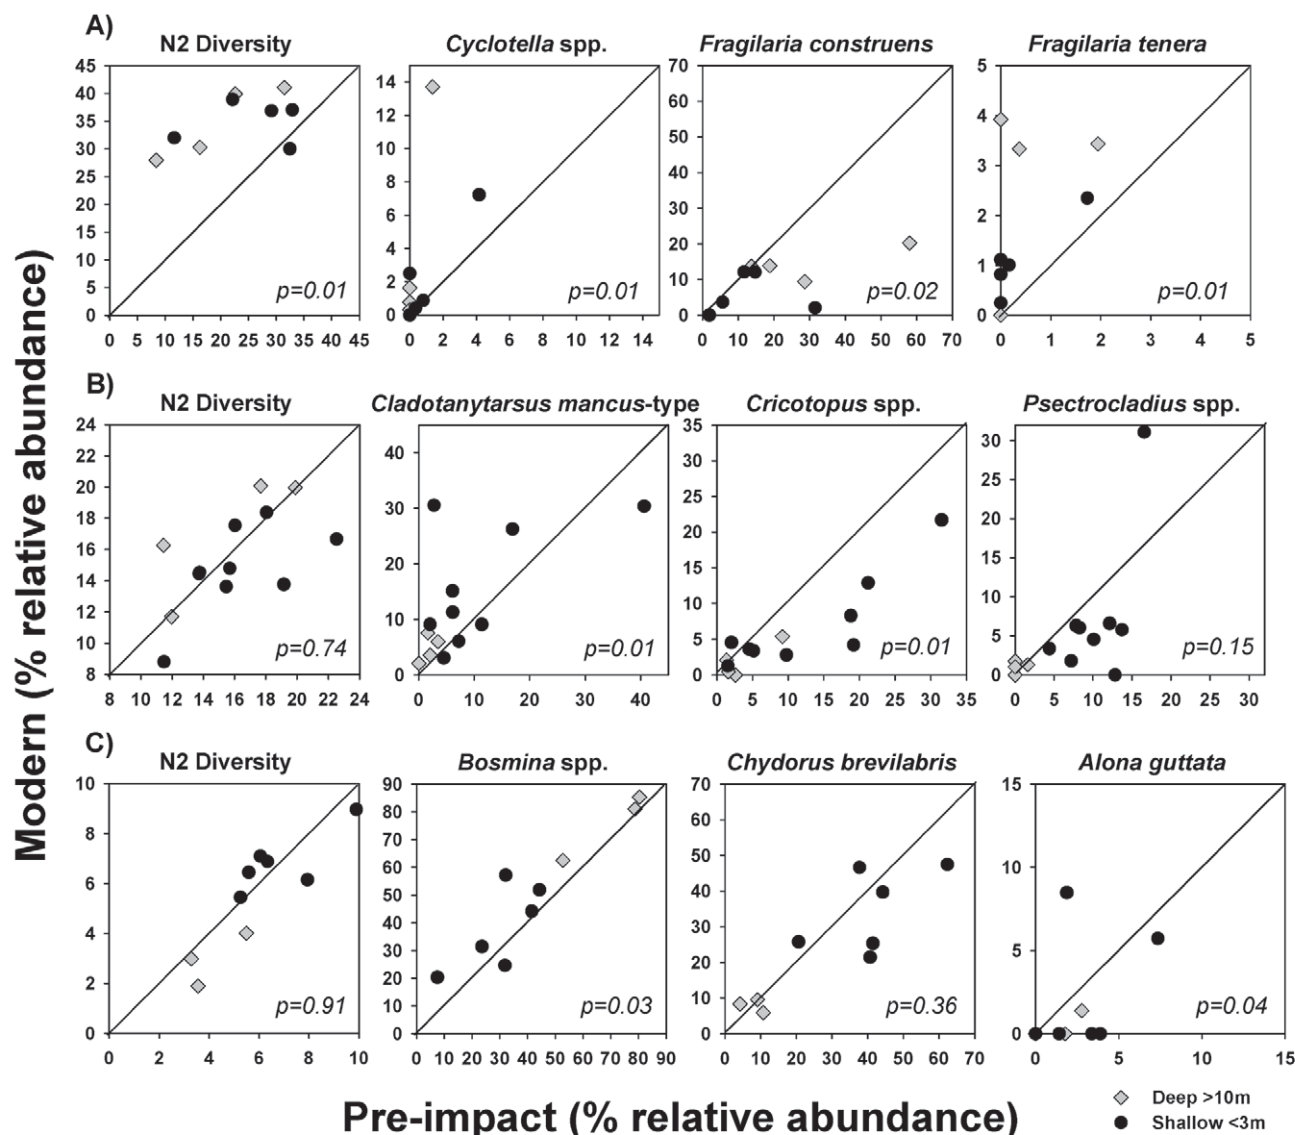 A)
N2 Diversity
Cyclotella spp.
Fragilaria construens
Fragilaria tenera
45
40
35
30
25
20
15
10
5
0
p=0.01
0 5 10 15 20 25 30 35 40 45
14
12
10
8
6
4
2
0
p=0.01
0 2 4 6 8 10 12 14
70
60
50
40
30
20
10
0
p=0.02
0 10 20 30 40 50 60 70
5
4
3
2
1
0
p=0.01
0 1 2 3 4 5
B)
N2 Diversity
Cladotanytarsus mancus-type
Cricotopus spp.
Psectrocladius spp.
24
22
20
18
16
14
12
10
8
p=0.74
8 10 12 14 16 18 20 22 24
40
30
20
10
0
p=0.01
0 10 20 30 40
35
30
25
20
15
10
5
0
p=0.01
0 5 10 15 20 25 30 35
30
25
20
15
10
5
0
p=0.15
0 5 10 15 20 25 30
C)
N2 Diversity
Bosmina spp.
Chydorus brevilabris
Alona guttata
10
8
6
4
2
0
p=0.91
0 2 4 6 8 10
90
80
70
60
50
40
30
20
10
0
p=0.03
0 10 20 30 40 50 60 70 80 90
70
60
50
40
30
20
10
0
p=0.36
0 10 20 30 40 50 60 70
15
10
5
0
p=0.04
0 5 10 15
Modern (% relative abundance)
Pre-impact (% relative abundance)
Deep >10m
Shallow <3m